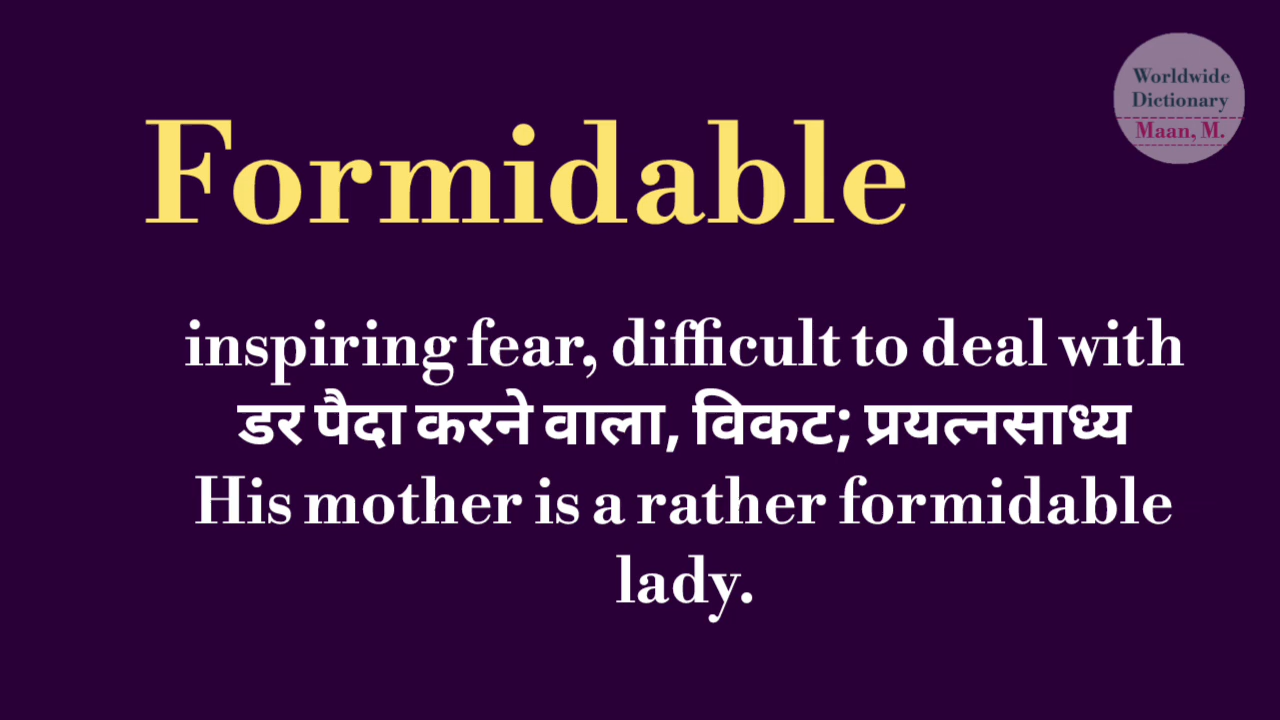 Worldwide
Dictionary
Maan, M.
Formidable
inspiring fear, difficult to deal with
डर पैदा करने वाला, विकट; प्रयत्नसाध्य
His mother is a rather formidable
lady.